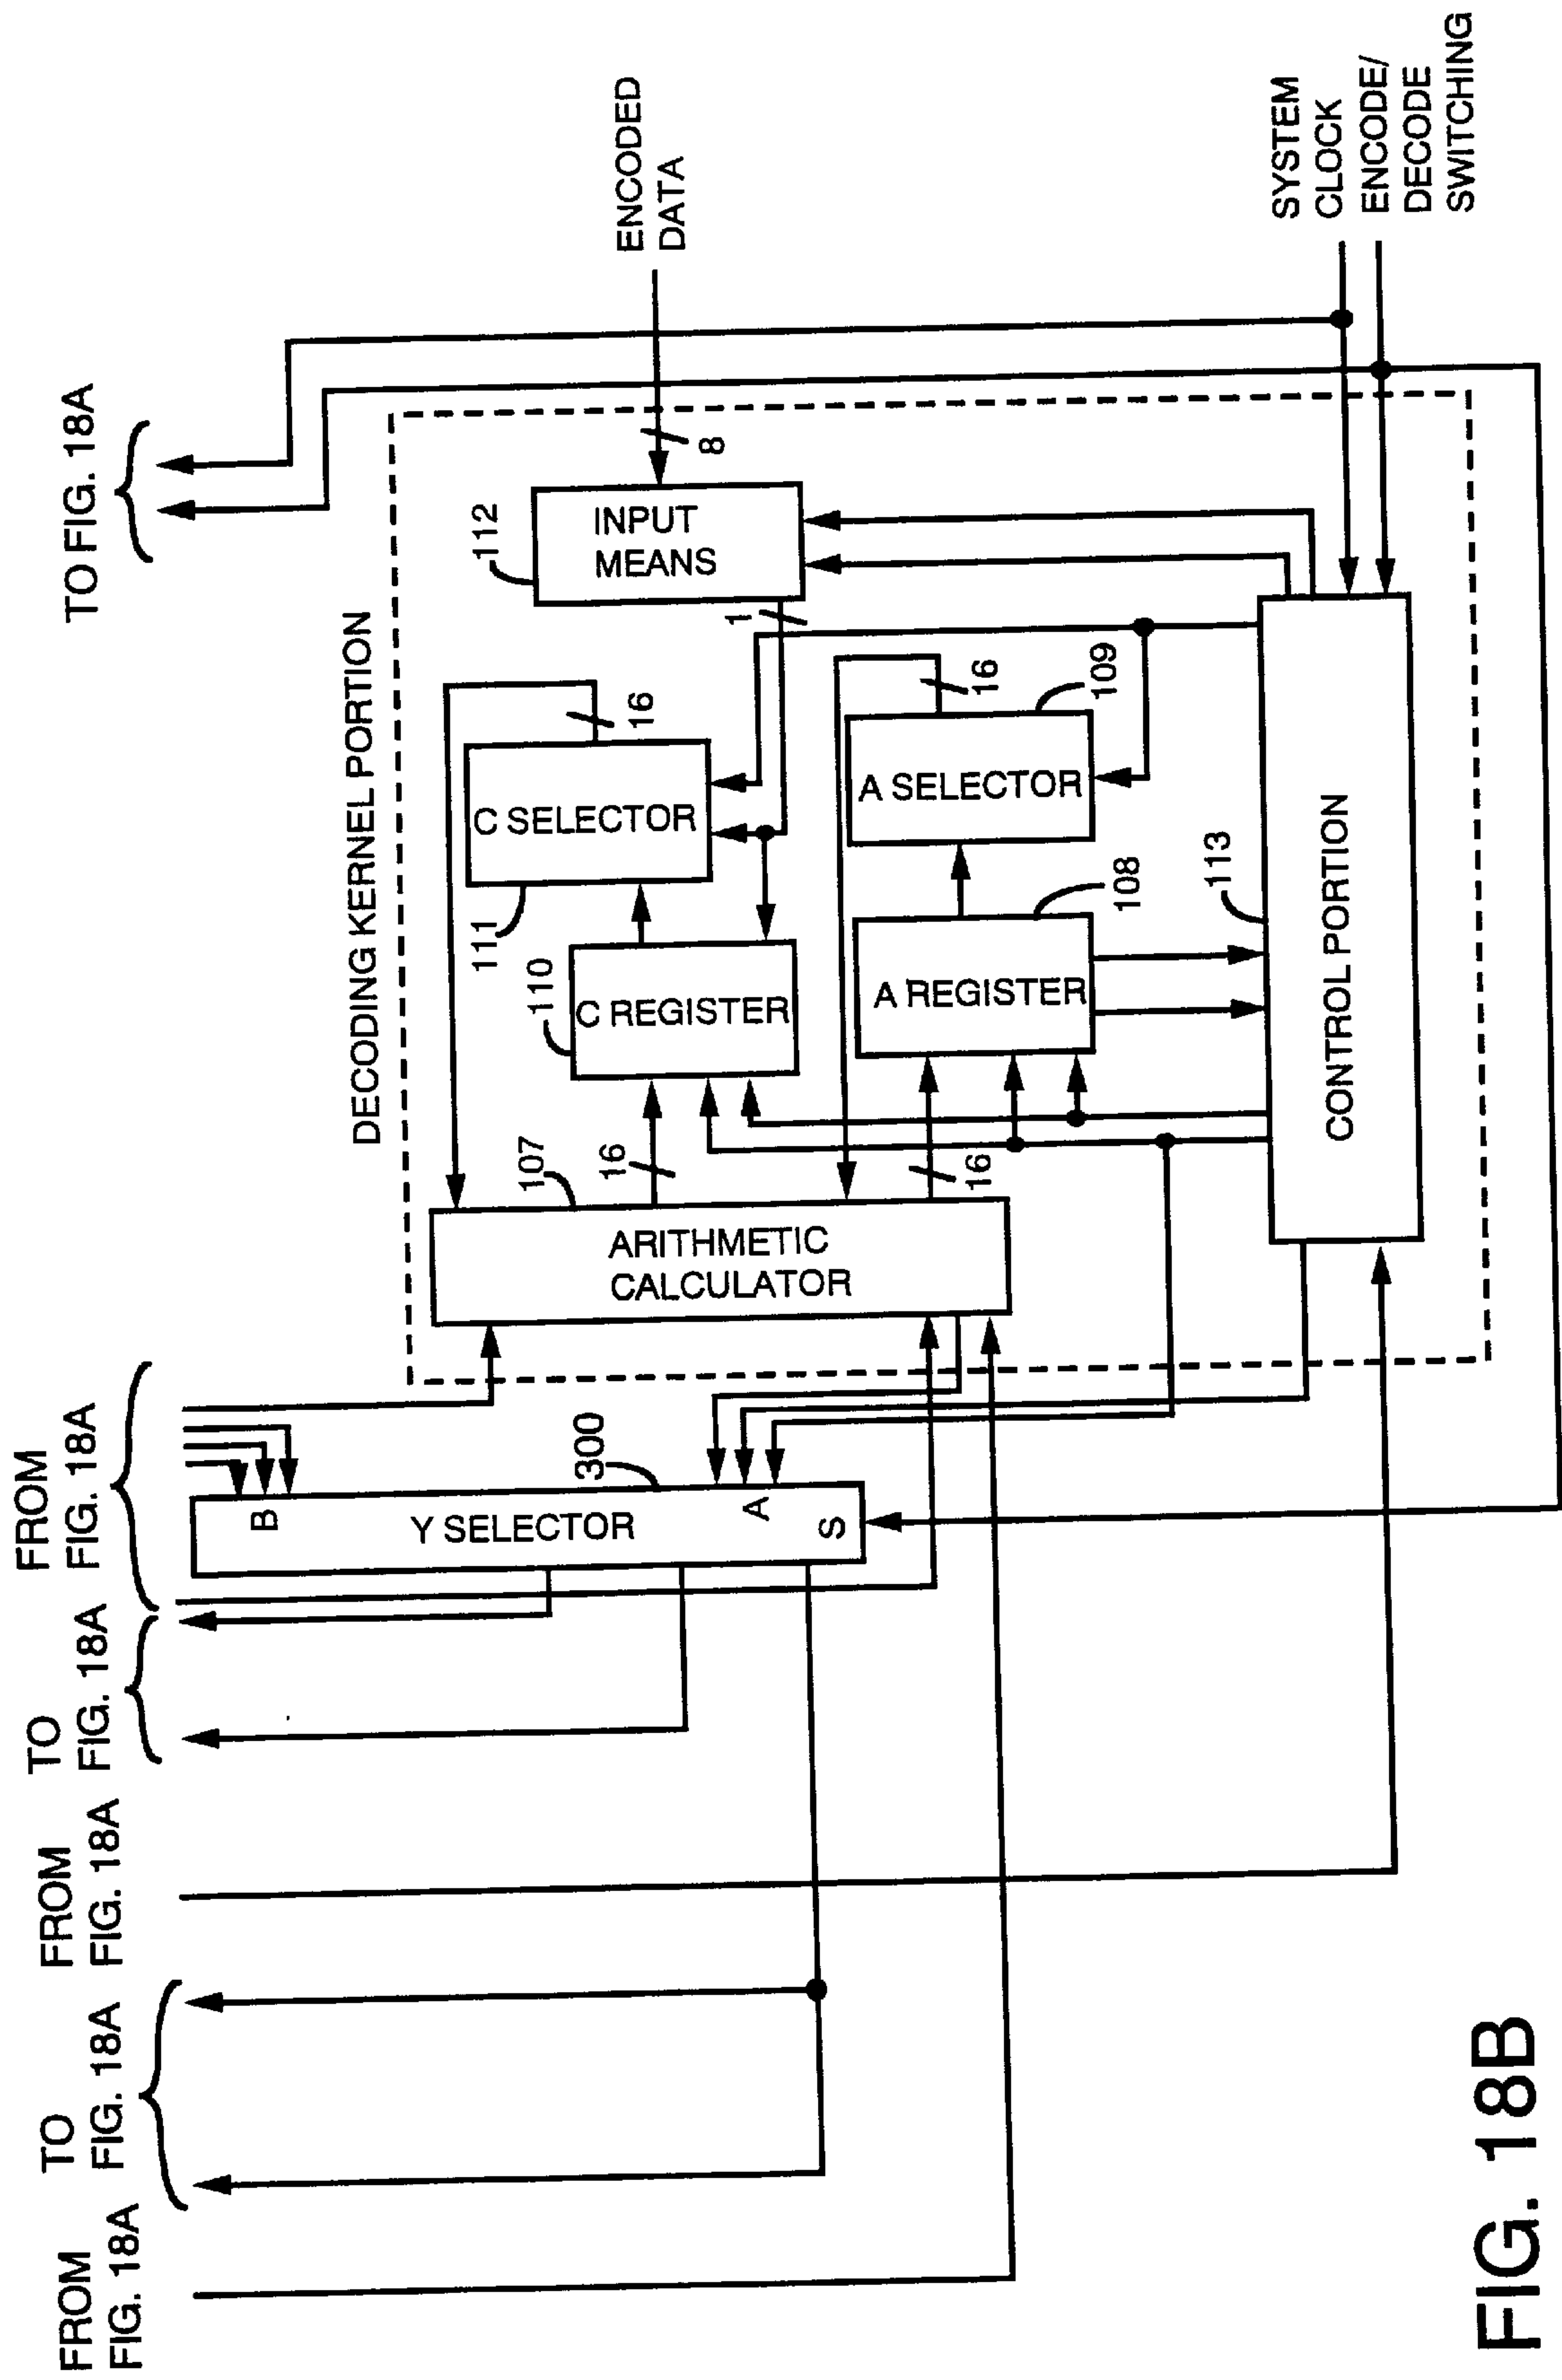 FROM
FIG. 18A
TO
FIG. 18A
FROM
FIG. 18A
TO
FIG. 18A
FROM
FIG. 18A
TO FIG. 18A
DECODING KERNEL PORTION
B
Y SELECTOR
A
S
300
ARITHMETIC
CALCULATOR
107
16
16
C REGISTER
110
C SELECTOR
111
16
A REGISTER
108
A SELECTOR
109
16
INPUT
MEANS
112
1
8
ENCODED
DATA
CONTROL PORTION
113
SYSTEM
CLOCK
ENCODE/
DECODE
SWITCHING
FIG. 18B